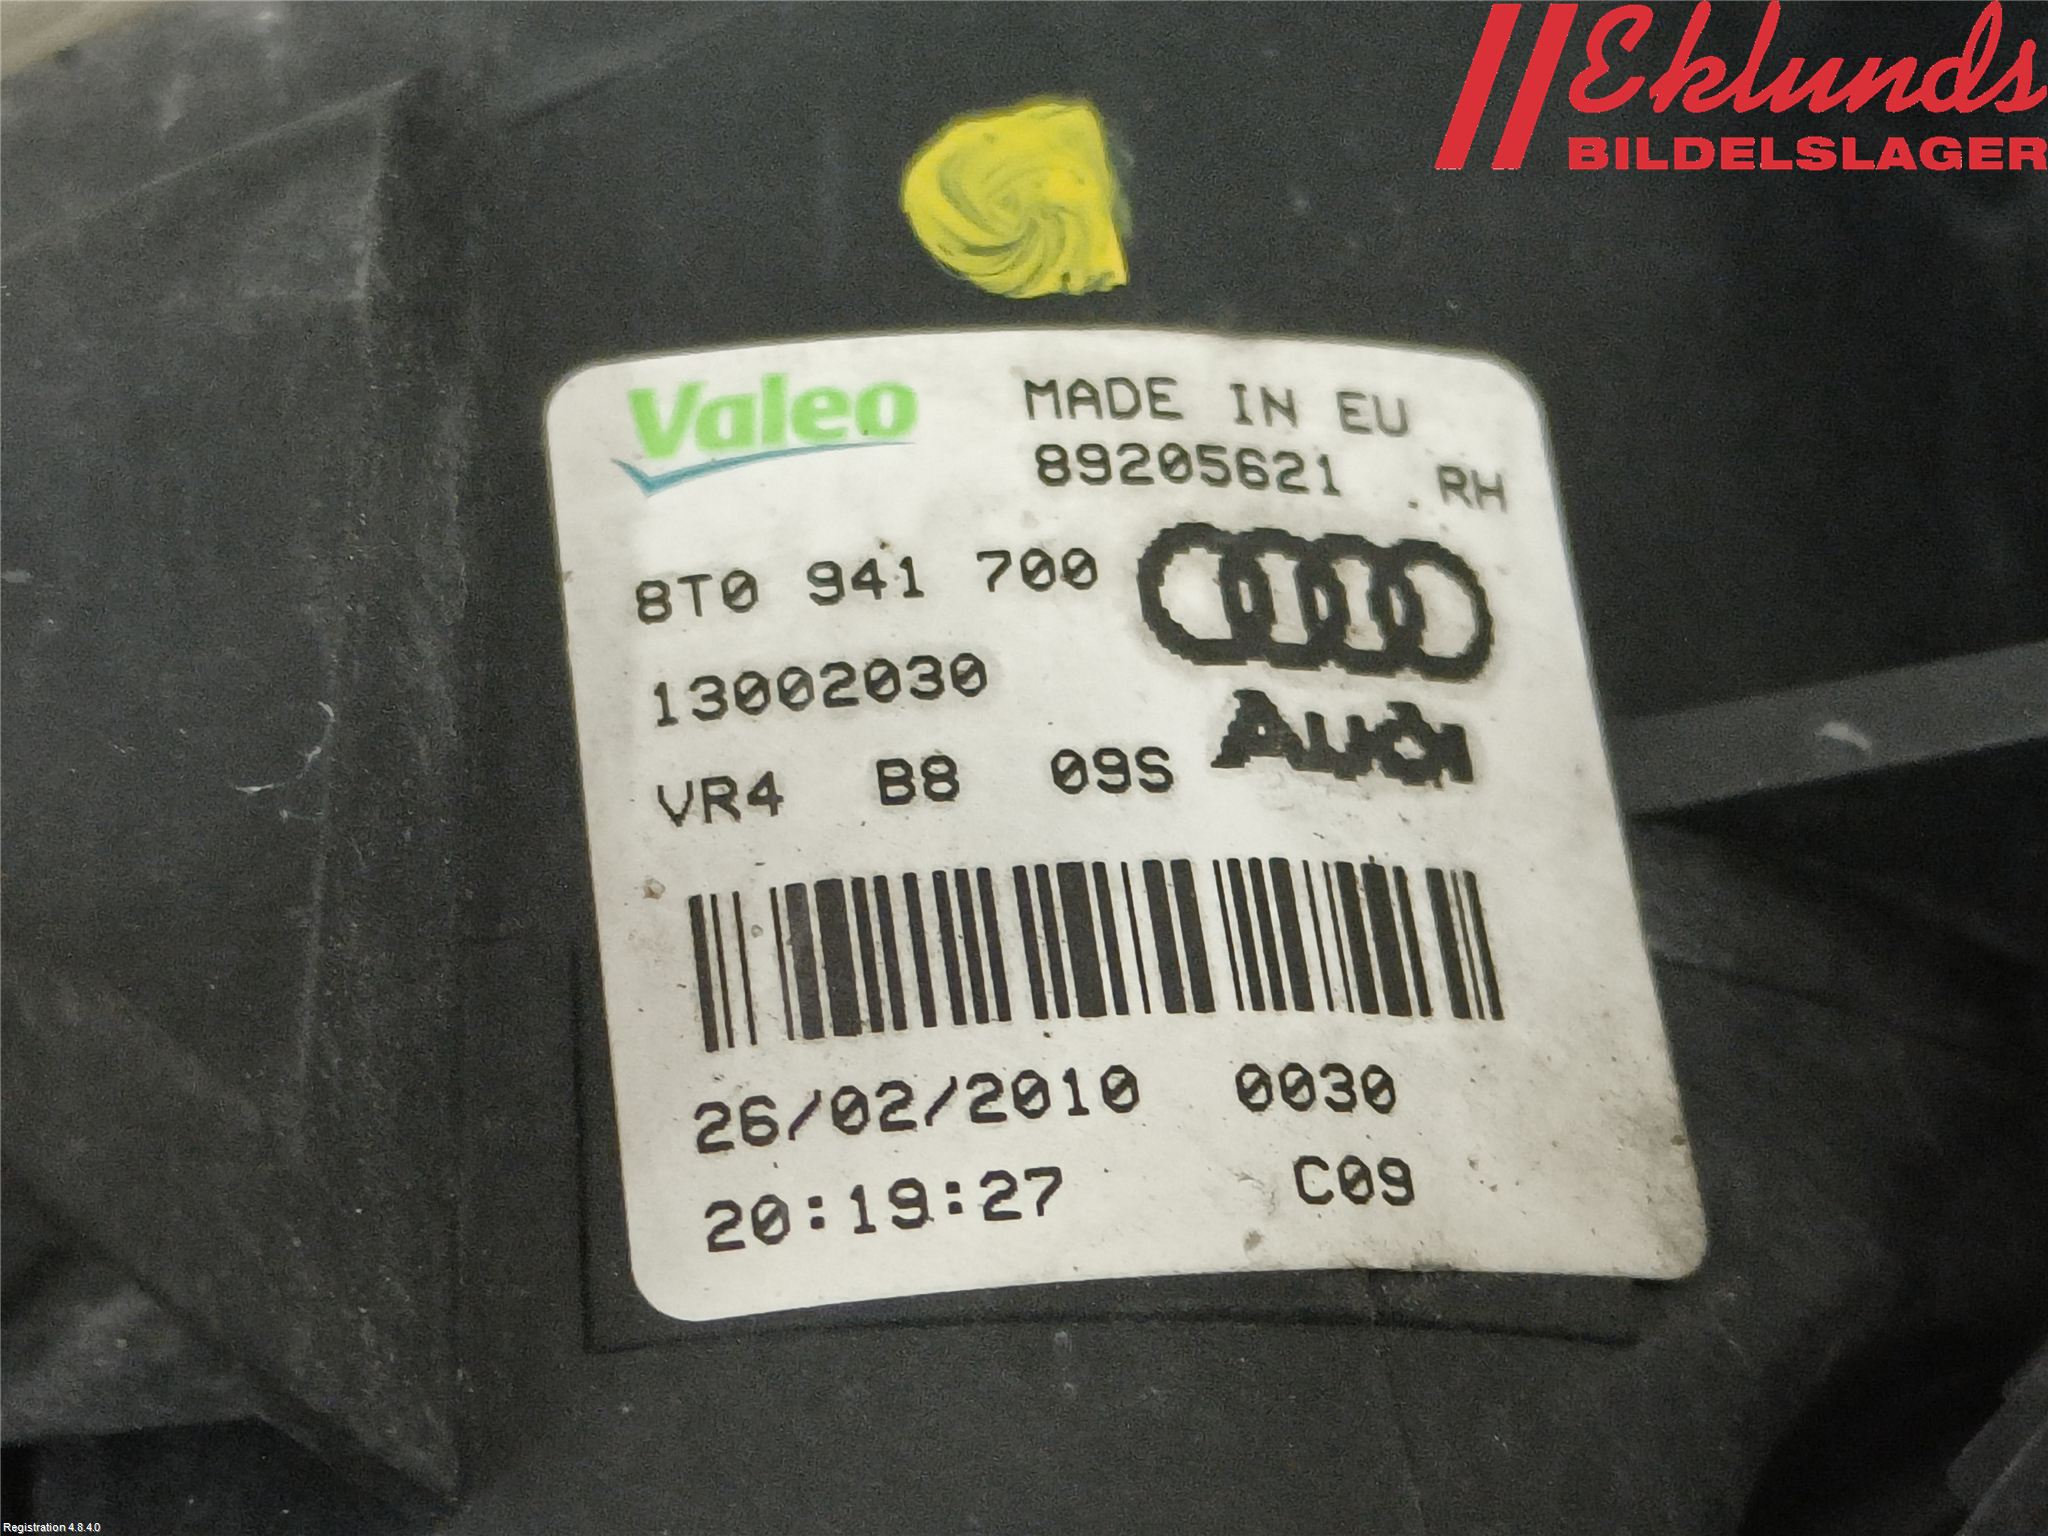 Eklunds
BILDELSLAGER
Valeo MADE IN EU
89205621 RH
8T0 941 700
13002030
Audi
VR4 B8 09S
26/02/2010 0030
20:19:27 C09
Registration 4.8.4.0